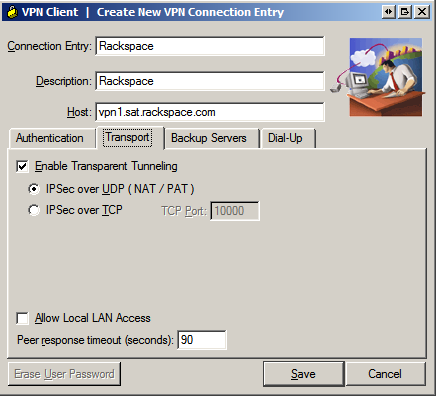 VPN Client | Create New VPN Connection Entry
Connection Entry: Rackspace
Description: Rackspace
Host: vpn1.sat.rackspace.com
Authentication Transport Backup Servers Dial-Up
Enable Transparent Tunneling
IPSec over UDP ( NAT / PAT )
IPSec over TCP TCP Port: 10000
Allow Local LAN Access
Peer response timeout (seconds): 90
Erase User Password Save Cancel